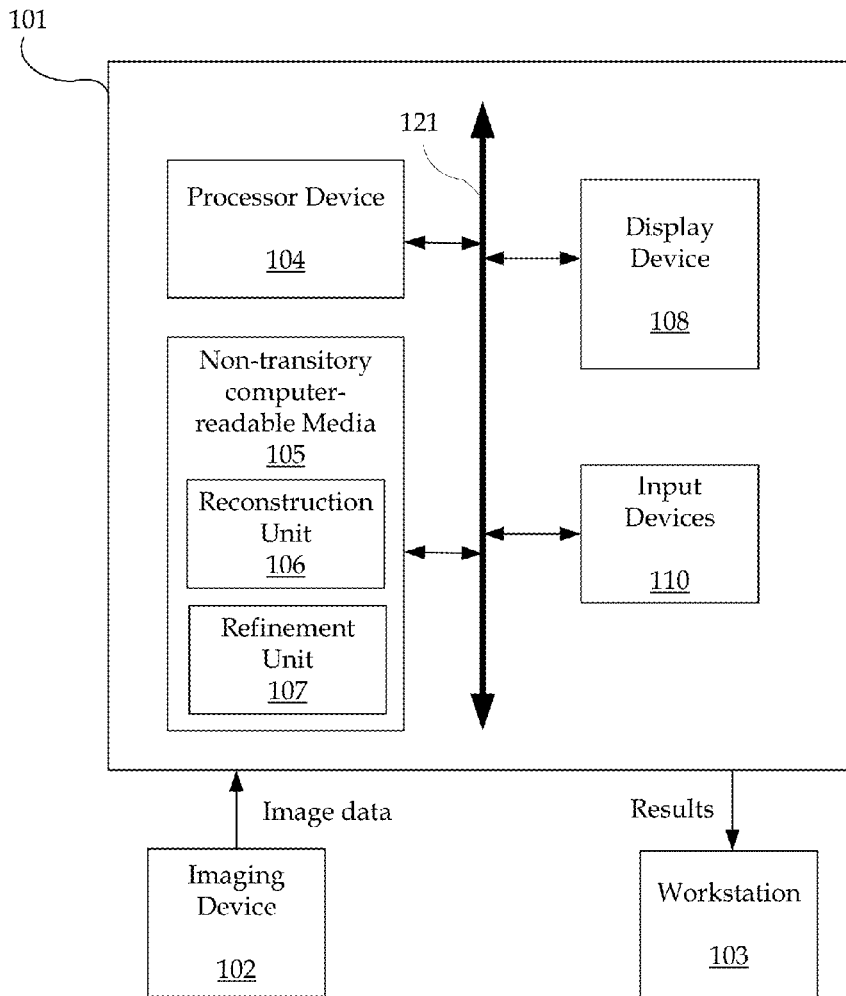 101
121
Processor Device
104
Display
Device
108
Non-transitory
computer-
readable Media
105
Reconstruction
Unit
106
Refinement
Unit
107
Input
Devices
110
Image data
Results
Imaging
Device
102
Workstation
103